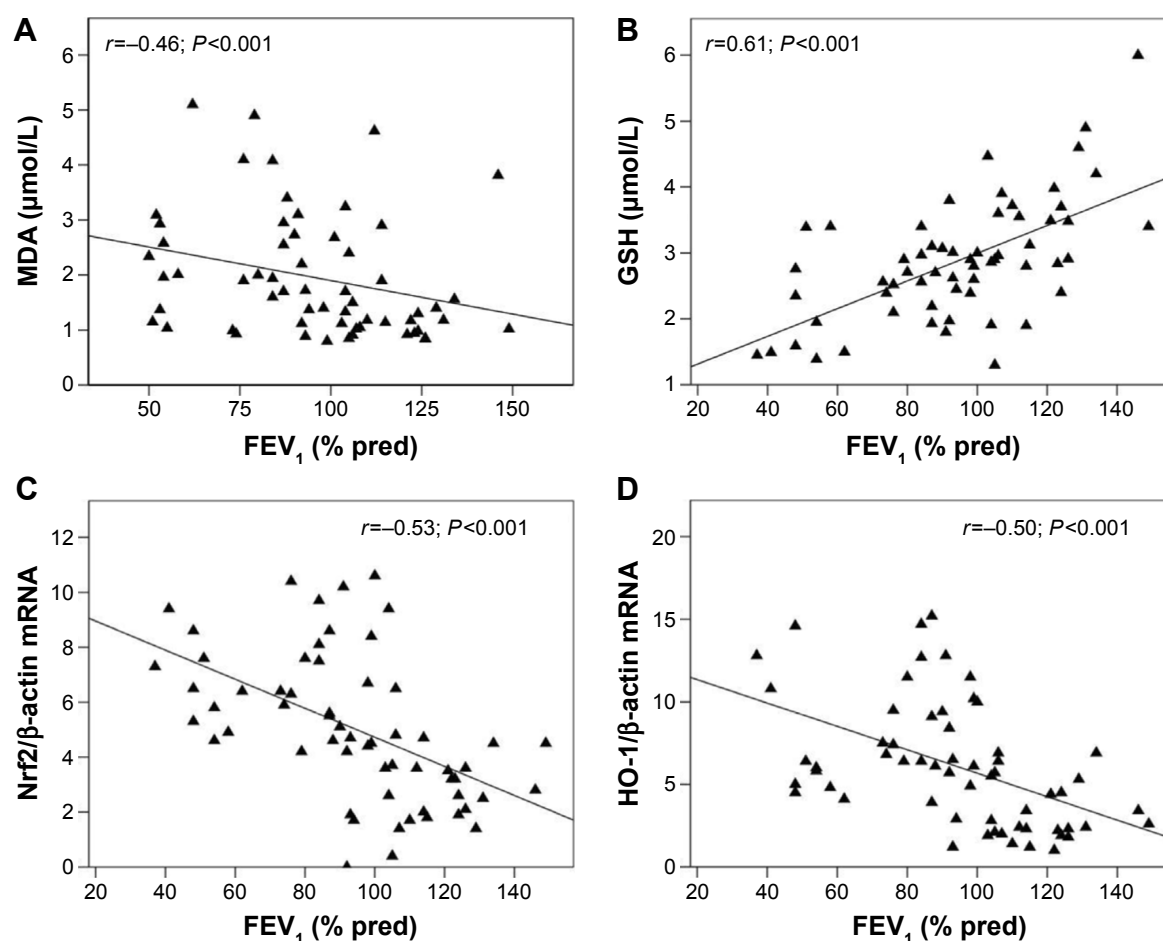 A
r=–0.46; P<0.001
MDA (µmol/L)
6
5
4
3
2
1
0
50 75 100 125 150
FEV1 (% pred)
B
r=0.61; P<0.001
GSH (µmol/L)
6
5
4
3
2
1
20 40 60 80 100 120 140
FEV1 (% pred)
C
r=–0.53; P<0.001
Nrf2/β-actin mRNA
12
10
8
6
4
2
0
20 40 60 80 100 120 140
FEV1 (% pred)
D
r=–0.50; P<0.001
HO-1/β-actin mRNA
20
15
10
5
0
20 40 60 80 100 120 140
FEV1 (% pred)